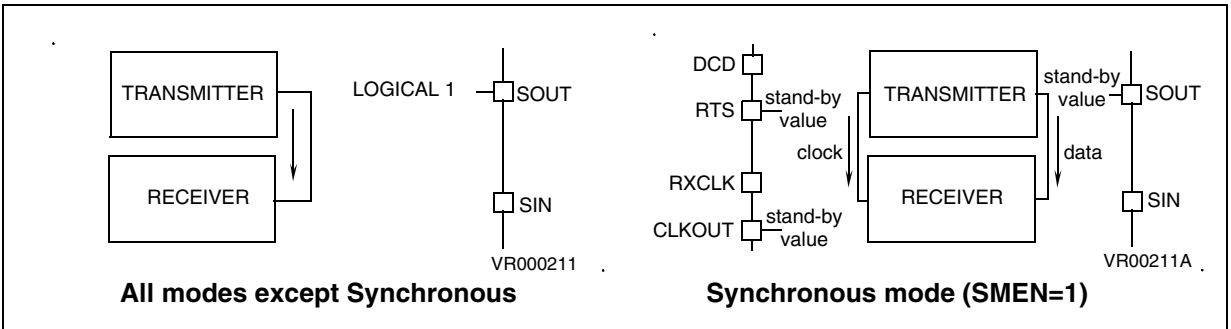 TRANSMITTER
LOGICAL 1
SOUT
RECEIVER
SIN
VR000211
All modes except Synchronous
DCD
RTS
stand-by
value
clock
RXCLK
CLKOUT
stand-by
value
TRANSMITTER
stand-by
value
SOUT
data
RECEIVER
SIN
VR00211A
Synchronous mode (SMEN=1)